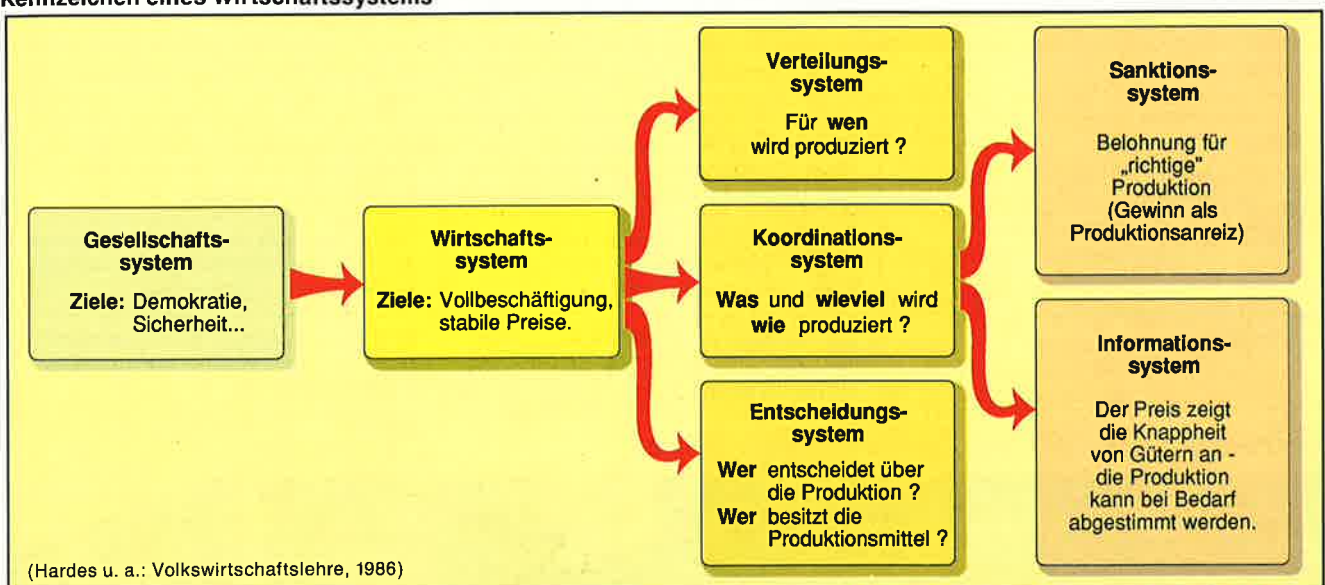 Kennzeichen eines Wirtschaftssystems
Gesellschafts-
system
Ziele: Demokratie,
Sicherheit...
Wirtschafts-
system
Ziele: Vollbeschäftigung,
stabile Preise.
Verteilungs-
system
Für wen
wird produziert ?
Koordinations-
system
Was und wieviel wird
wie produziert ?
Entscheidungs-
system
Wer entscheidet über
die Produktion ?
Wer besitzt die
Produktionsmittel ?
Sanktions-
system
Belohnung für
„richtige"
Produktion
(Gewinn als
Produktionsanreiz)
Informations-
system
Der Preis zeigt
die Knappheit
von Gütern an -
die Produktion
kann bei Bedarf
abgestimmt werden.
(Hardes u. a.: Volkswirtschaftslehre, 1986)